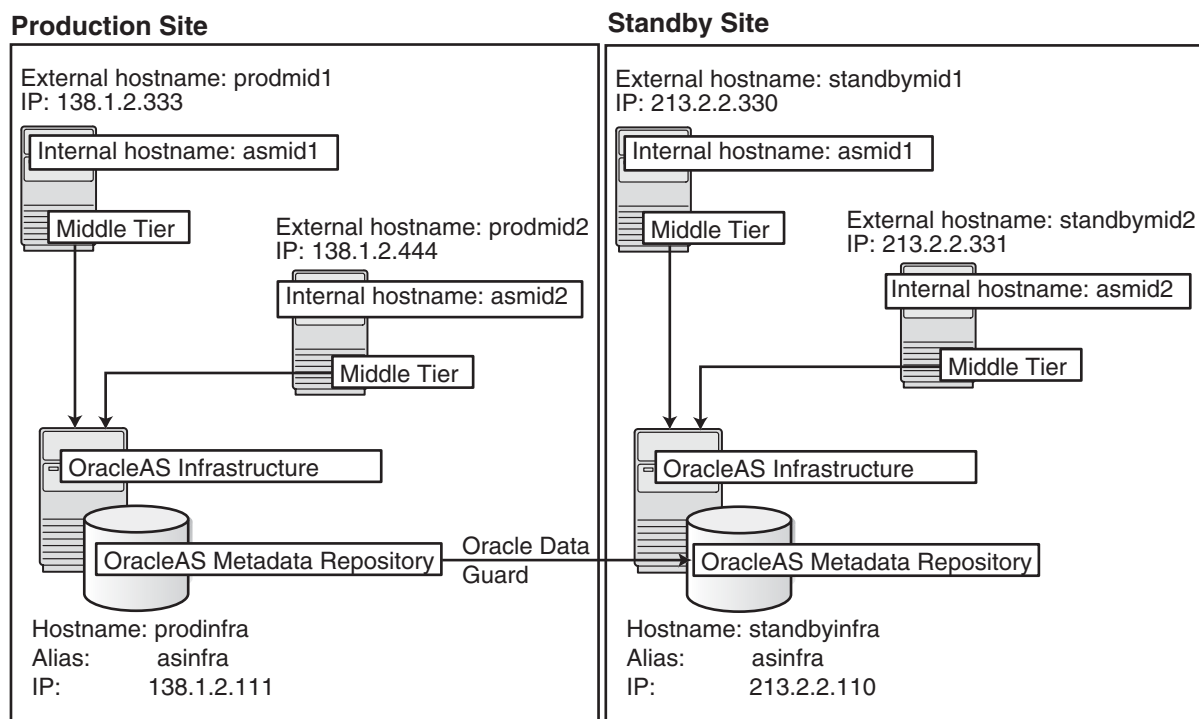 Production Site
External hostname: prodmid1
IP: 138.1.2.333
Internal hostname: asmid1
Middle Tier
External hostname: prodmid2
IP: 138.1.2.444
Internal hostname: asmid2
Middle Tier
OracleAS Infrastructure
OracleAS Metadata Repository
Hostname: prodinfra
Alias: asinfra
IP: 138.1.2.111
Oracle Data
Guard
Standby Site
External hostname: standbymid1
IP: 213.2.2.330
Internal hostname: asmid1
Middle Tier
External hostname: standbymid2
IP: 213.2.2.331
Internal hostname: asmid2
Middle Tier
OracleAS Infrastructure
OracleAS Metadata Repository
Hostname: standbyinfra
Alias: asinfra
IP: 213.2.2.110